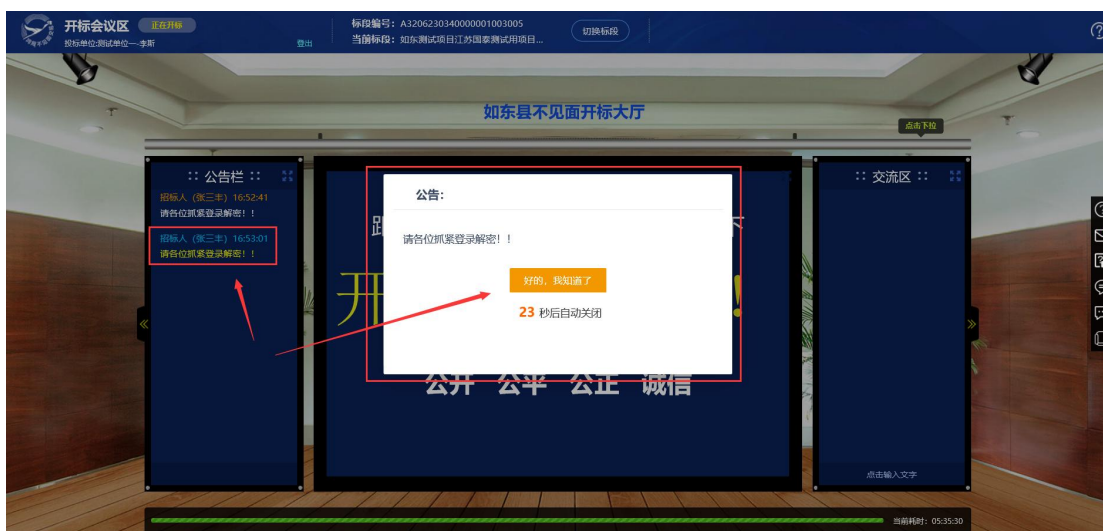 开标会议区 正在开标
投标单位:测试单位一--李斯 登出
标段编号：A3206230340000001003005
当前标段：如东测试项目江苏国泰测试用项目...
切换标段
如东县不见面开标大厅
点击下拉
:: 公告栏 ::
招标人（张三丰）16:52:41
请各位抓紧登录解密！！
招标人（张三丰）16:53:01
请各位抓紧登录解密！！
公告：
请各位抓紧登录解密！！
好的，我知道了
23 秒后自动关闭
下
开
！
公开 公平 公正 诚信
:: 交流区 ::
点击输入文字
当前耗时：05:35:30